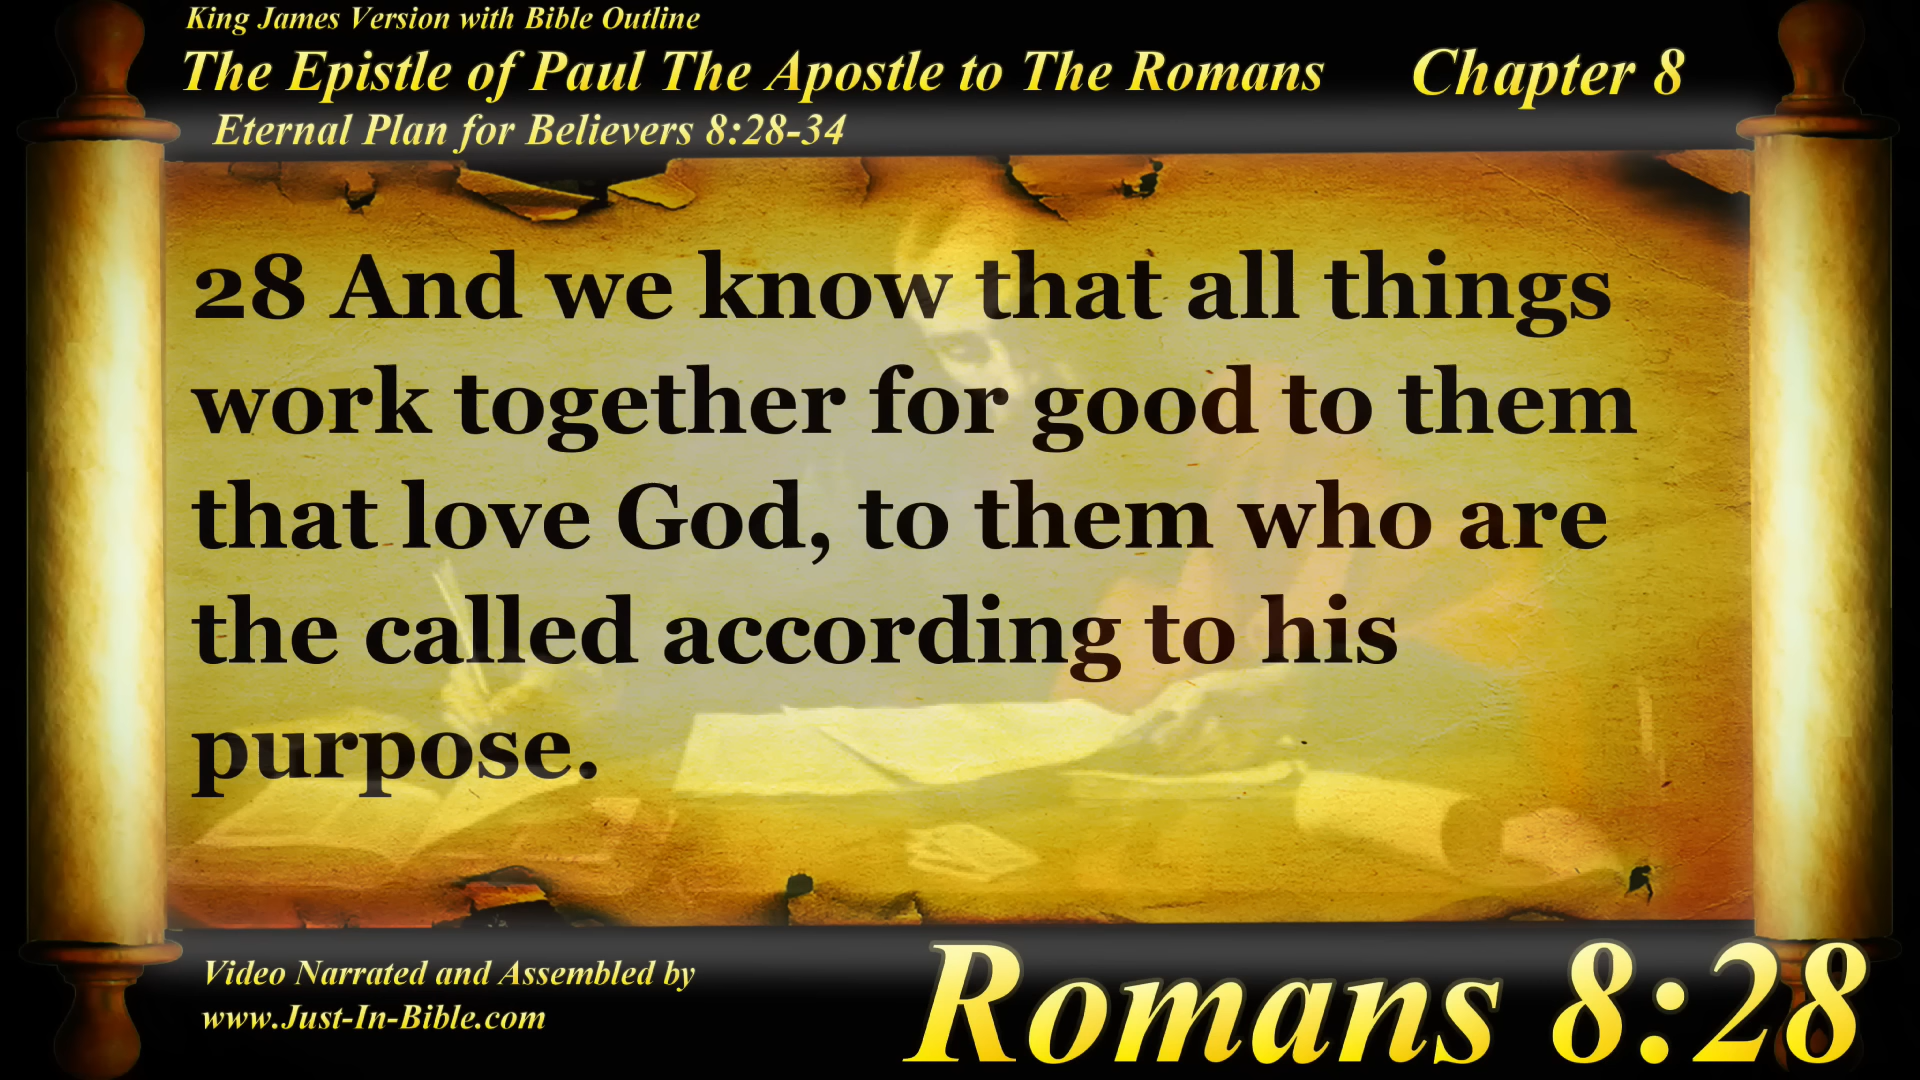 King James Version with Bible Outline
The Epistle of Paul The Apostle to The Romans Chapter 8
Eternal Plan for Believers 8:28-34
28 And we know that all things
work together for good to them
that love God, to them who are
the called according to his
purpose.
Video Narrated and Assembled by
www.Just-In-Bible.com
Romans 8:28